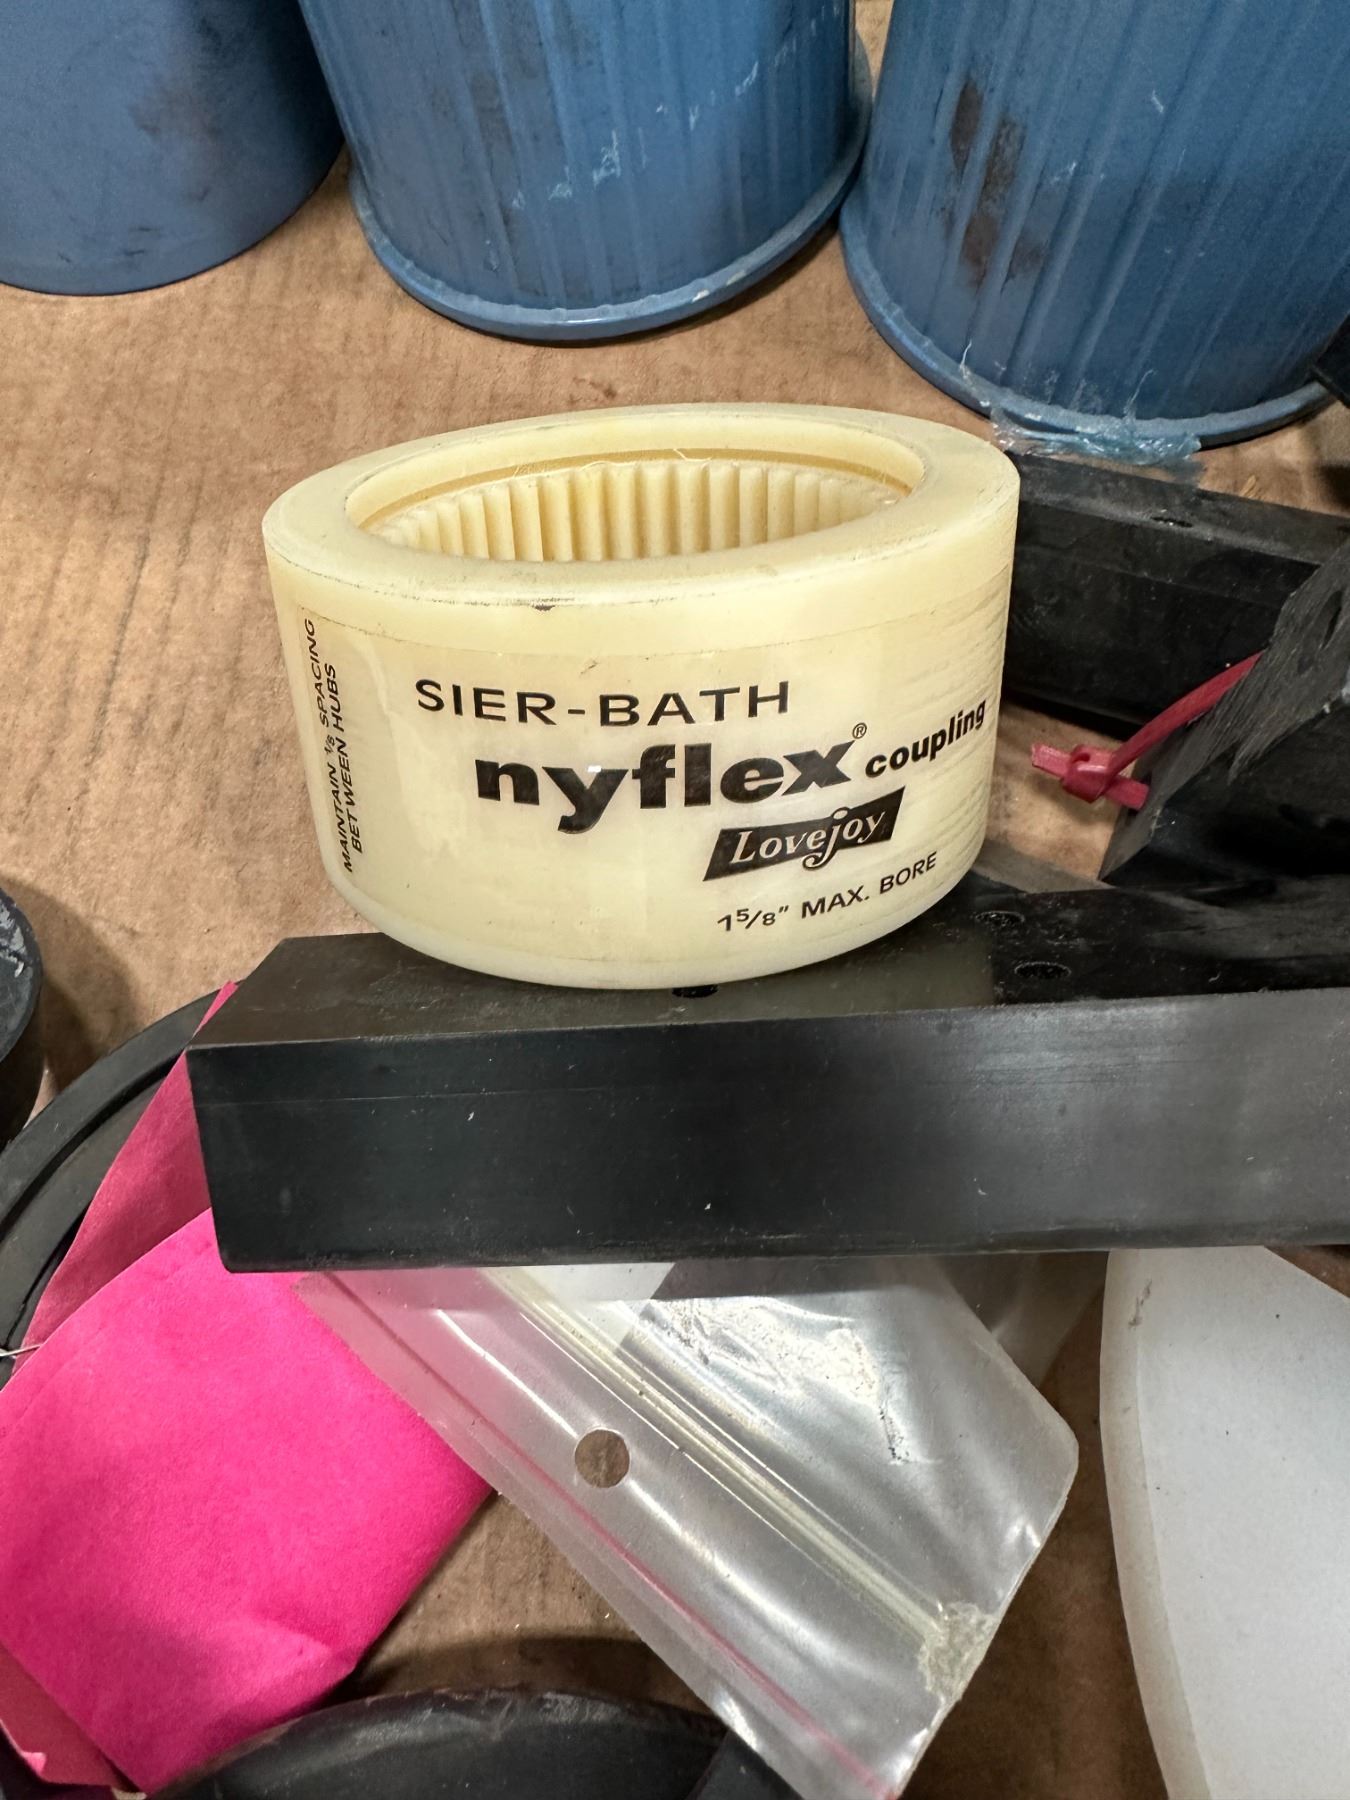 MAINTAIN 1/8 SPACING
BETWEEN HUBS
SIER-BATH
nyflex® coupling
Lovejoy
1 5/8" MAX. BORE